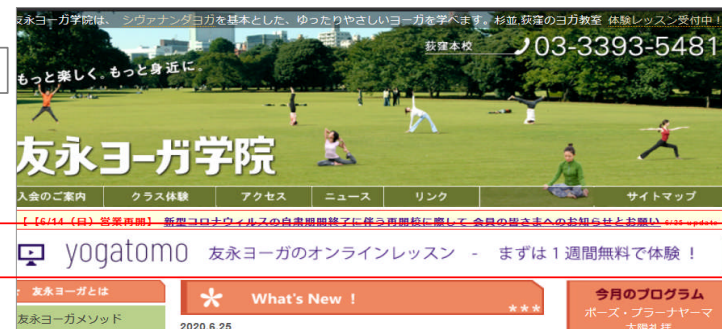 友永ヨーガ学院は、シヴァナンダヨガを基本とした、ゆったりやさしいヨーガを学べます。杉並,荻窪のヨガ教室 体験レッスン受付中！
荻窪本校 03-3393-5481
もっと楽しく。もっと身近に。
友永ヨーガ学院
入会のご案内 クラス体験 アクセス ニュース リンク サイトマップ
【6/14（日）営業再開】 新型コロナウィルスの自粛期間終了に伴う再開校に際して 会員の皆さまへのお知らせとお願い 6/25 update
yogatomo 友永ヨーガのオンラインレッスン - まずは１週間無料で体験！
友永ヨーガとは
What's New !
今月のプログラム
友永ヨーガメソッド
ポーズ・プラーナヤーマ
2020.6.25
太陽礼拝